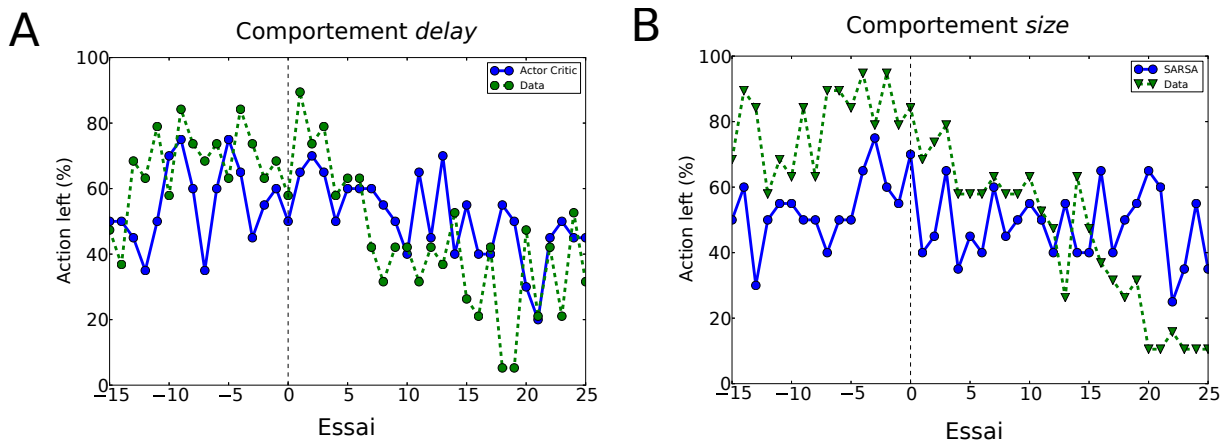 A
Comportement delay
Actor Critic
Data
Action left (%)
100
80
60
40
20
0
−15
−10
−5
0
5
10
15
20
25
Essai
B
Comportement size
SARSA
Data
Action left (%)
100
80
60
40
20
0
−15
−10
−5
0
5
10
15
20
25
Essai